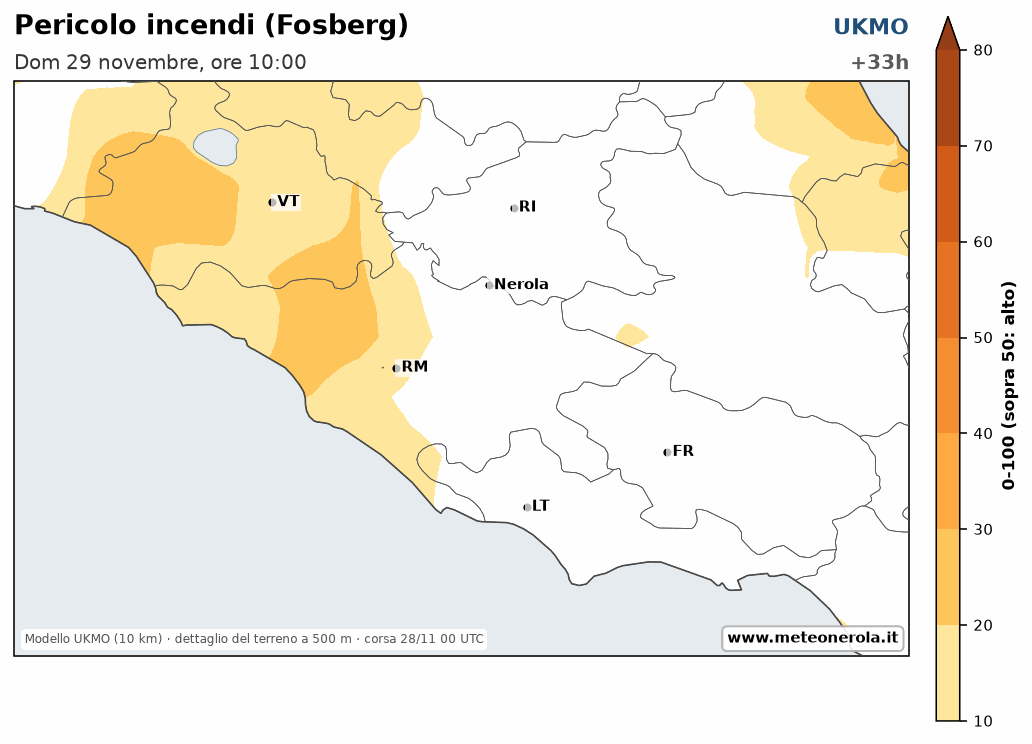 Pericolo incendi (Fosberg)
UKMO
Dom 29 novembre, ore 10:00
+33h
80
70
60
50
40
30
20
10
0-100 (sopra 50: alto)
VT
RI
Nerola
RM
FR
LT
Modello UKMO (10 km) · dettaglio del terreno a 500 m · corsa 28/11 00 UTC
www.meteonerola.it